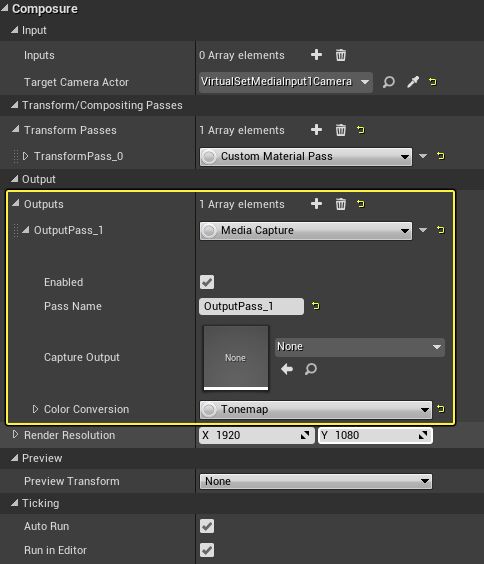 Composure
Input
Inputs 0 Array elements
Target Camera Actor VirtualSetMediaInput1Camera
Transform/Compositing Passes
Transform Passes 1 Array elements
TransformPass_0 Custom Material Pass
Output
Outputs 1 Array elements
OutputPass_1 Media Capture
Enabled
Pass Name OutputPass_1
Capture Output None None
Color Conversion Tonemap
Render Resolution X 1920 Y 1080
Preview
Preview Transform None
Ticking
Auto Run
Run in Editor